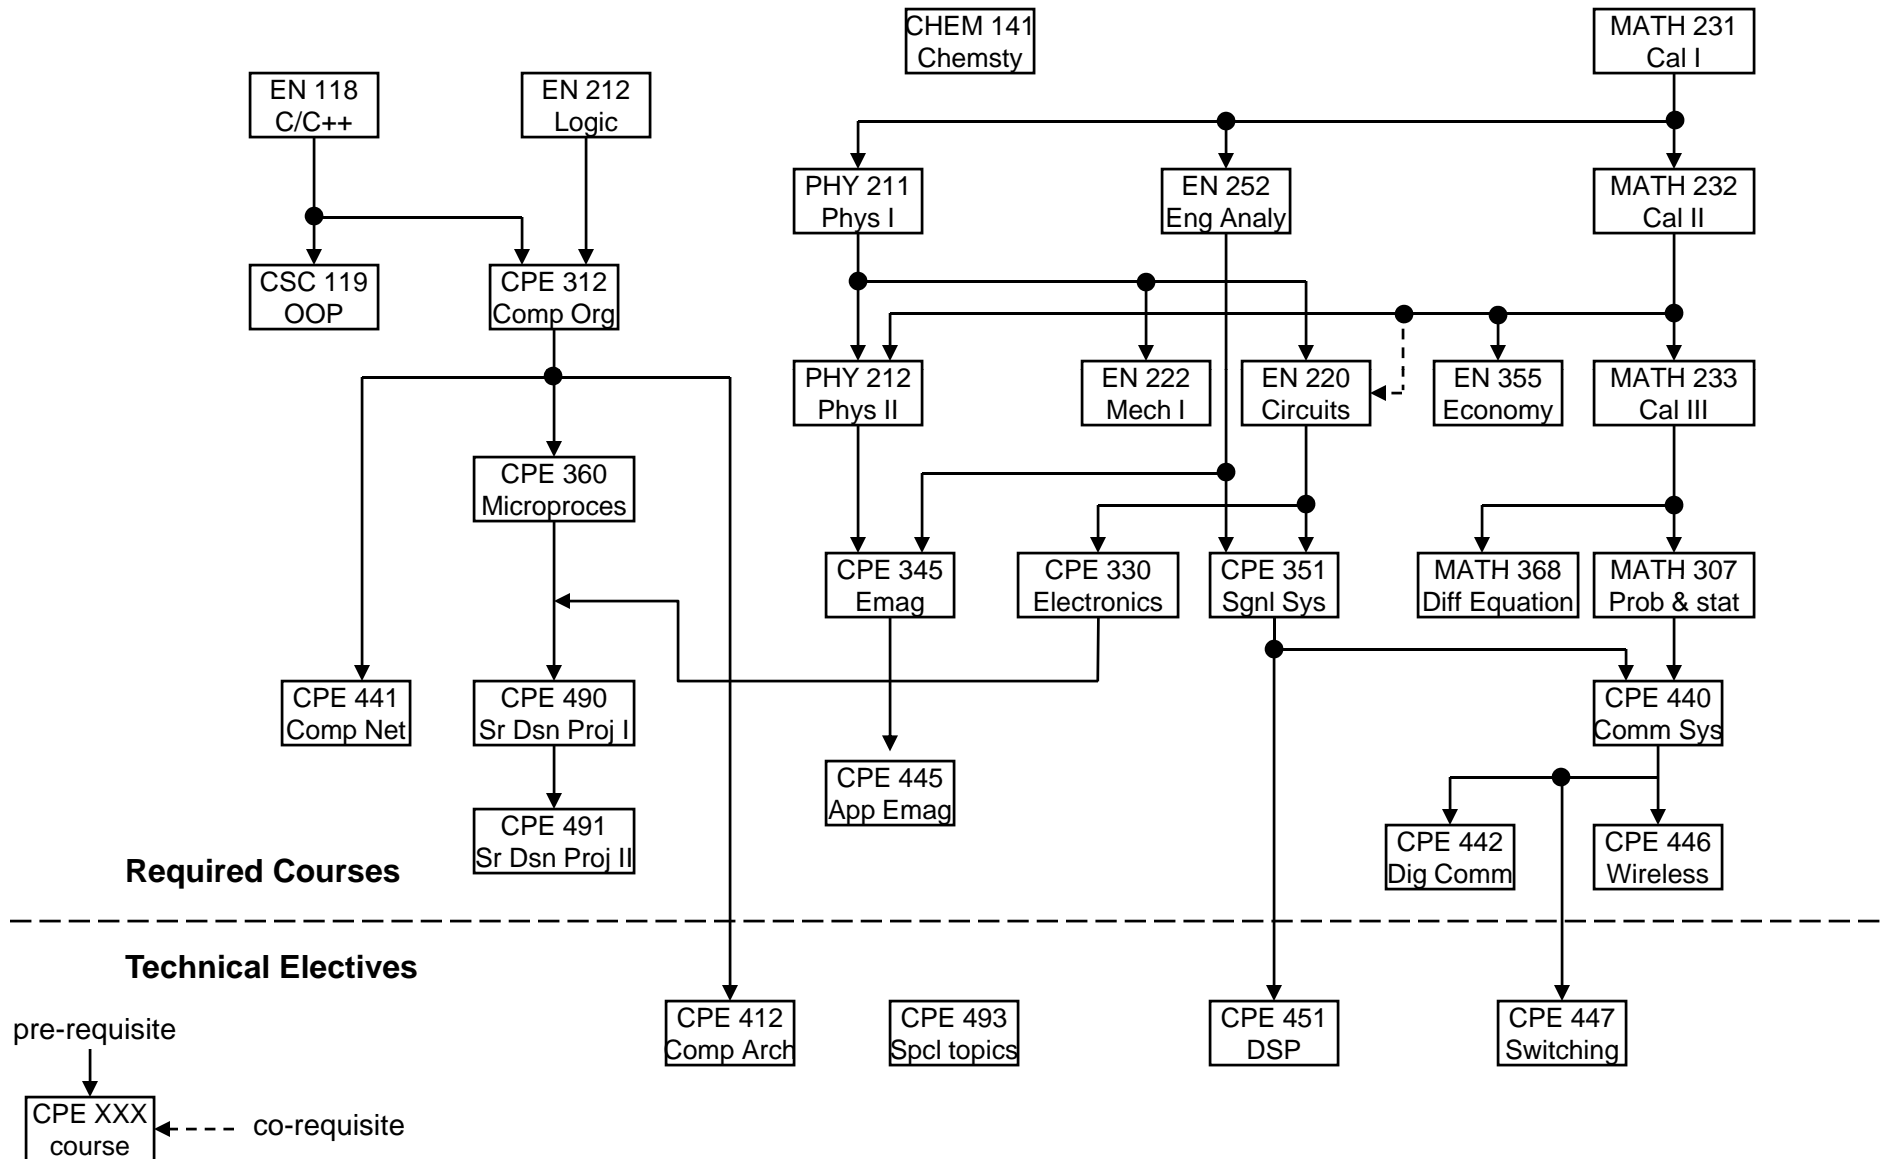 CHEM 141
Chemsty
MATH 231
Cal I
EN 118
C/C++
EN 212
Logic
PHY 211
Phys I
EN 252
Eng Analy
MATH 232
Cal II
CSC 119
OOP
CPE 312
Comp Org
PHY 212
Phys II
EN 222
Mech I
EN 220
Circuits
EN 355
Economy
MATH 233
Cal III
CPE 360
Microproces
CPE 345
Emag
CPE 330
Electronics
CPE 351
Sgnl Sys
MATH 368
Diff Equation
MATH 307
Prob & stat
CPE 441
Comp Net
CPE 490
Sr Dsn Proj I
CPE 440
Comm Sys
CPE 445
App Emag
CPE 491
Sr Dsn Proj II
CPE 442
Dig Comm
CPE 446
Wireless
Required Courses
Technical Electives
CPE 412
Comp Arch
CPE 493
Spcl topics
CPE 451
DSP
CPE 447
Switching
pre-requisite
CPE XXX
course
co-requisite